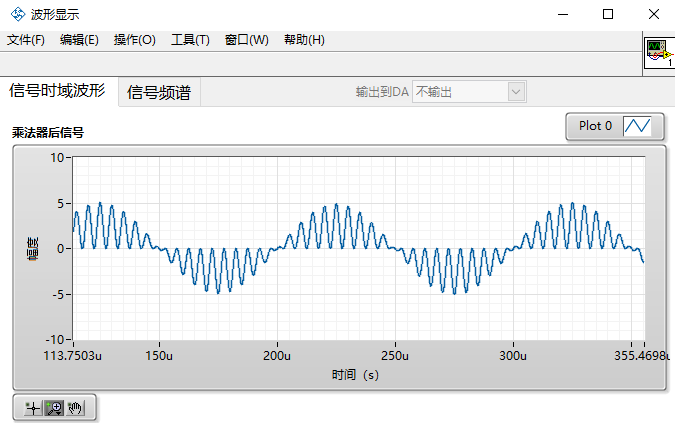 波形显示
文件(F) 编辑(E) 操作(O) 工具(T) 窗口(W) 帮助(H)
1
信号时域波形 信号频谱 输出到DA 不输出
Plot 0
乘法器后信号
幅度
10
5
0
-5
-10
113.7503u 150u 200u 250u 300u 355.4698u
时间（s）